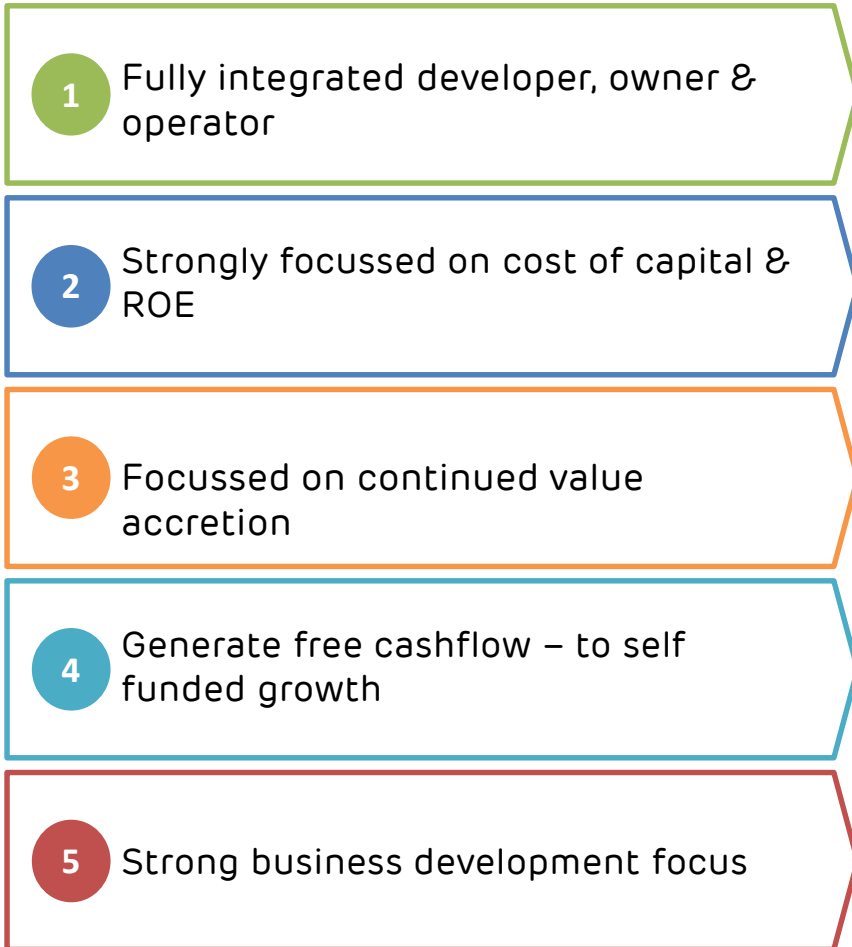 1
Fully integrated developer, owner &
operator
2
Strongly focussed on cost of capital &
ROE
3
Focussed on continued value
accretion
4
Generate free cashflow – to self
funded growth
5
Strong business development focus